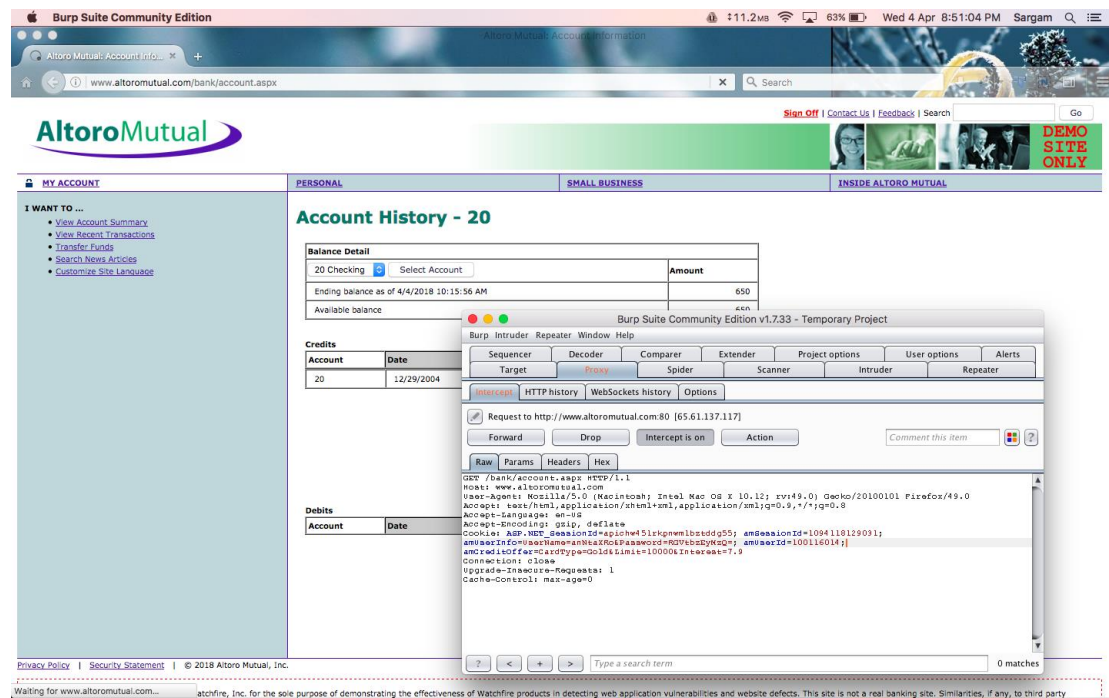 Burp Suite Community Edition
11.2MB 63% Wed 4 Apr 8:51:04 PM Sargam
Altoro Mutual: Account Information
Altoro Mutual: Account Info...
www.altoromutual.com/bank/account.aspx
Search
Sign Off | Contact Us | Feedback | Search
Go
AltoroMutual
DEMO
SITE
ONLY
MY ACCOUNT
PERSONAL
SMALL BUSINESS
INSIDE ALTORO MUTUAL
I WANT TO ...
View Account Summary
View Recent Transactions
Transfer Funds
Search News Articles
Customize Site Language
Account History - 20
Balance Detail
20 Checking Select Account Amount
Ending balance as of 4/4/2018 10:15:56 AM 650
Available balance 650
Credits
Account Date
20 12/29/2004
Debits
Account Date
Burp Suite Community Edition v1.7.33 - Temporary Project
Burp Intruder Repeater Window Help
Sequencer Decoder Comparer Extender Project options User options Alerts
Target Proxy Spider Scanner Intruder Repeater
Intercept HTTP history WebSockets history Options
Request to http://www.altoromutual.com:80 [65.61.137.117]
Forward Drop Intercept is on Action Comment this item ?
Raw Params Headers Hex
GET /bank/account.aspx HTTP/1.1
Host: www.altoromutual.com
User-Agent: Mozilla/5.0 (Macintosh; Intel Mac OS X 10.12; rv:49.0) Gecko/20100101 Firefox/49.0
Accept: text/html,application/xhtml+xml,application/xml;q=0.9,*/*;q=0.8
Accept-Language: en-US
Accept-Encoding: gzip, deflate
Cookie: amSessionId=1094118129031;
amUserId=100116014;
amCreditOffer=CardType=Gold&Limit=10000&Interest=7.9
Connection: close
Upgrade-Insecure-Requests: 1
Cache-Control: max-age=0
? < + > Type a search term 0 matches
Privacy Policy | Security Statement | © 2018 Altoro Mutual, Inc.
Waiting for www.altoromutual.com...
atchfire, Inc. for the sole purpose of demonstrating the effectiveness of Watchfire products in detecting web application vulnerabilities and website defects. This site is not a real banking site. Similarities, if any, to third party